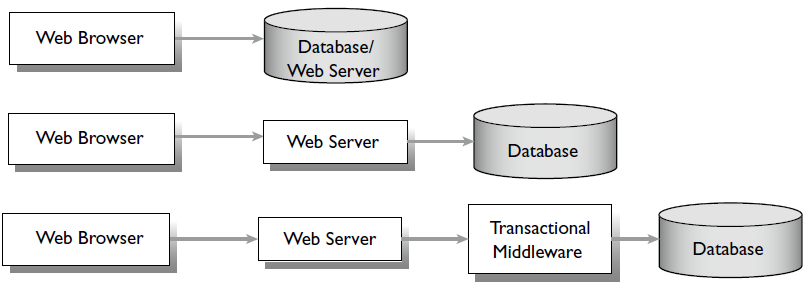 Web Browser
Database/
Web Server
Web Browser
Web Server
Database
Web Browser
Web Server
Transactional
Middleware
Database